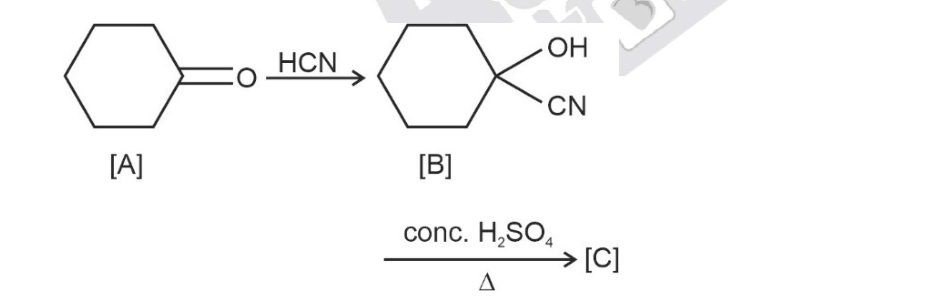 HCN
O
OH
CN
[A]
[B]
conc. H₂SO₄
[C]
Δ